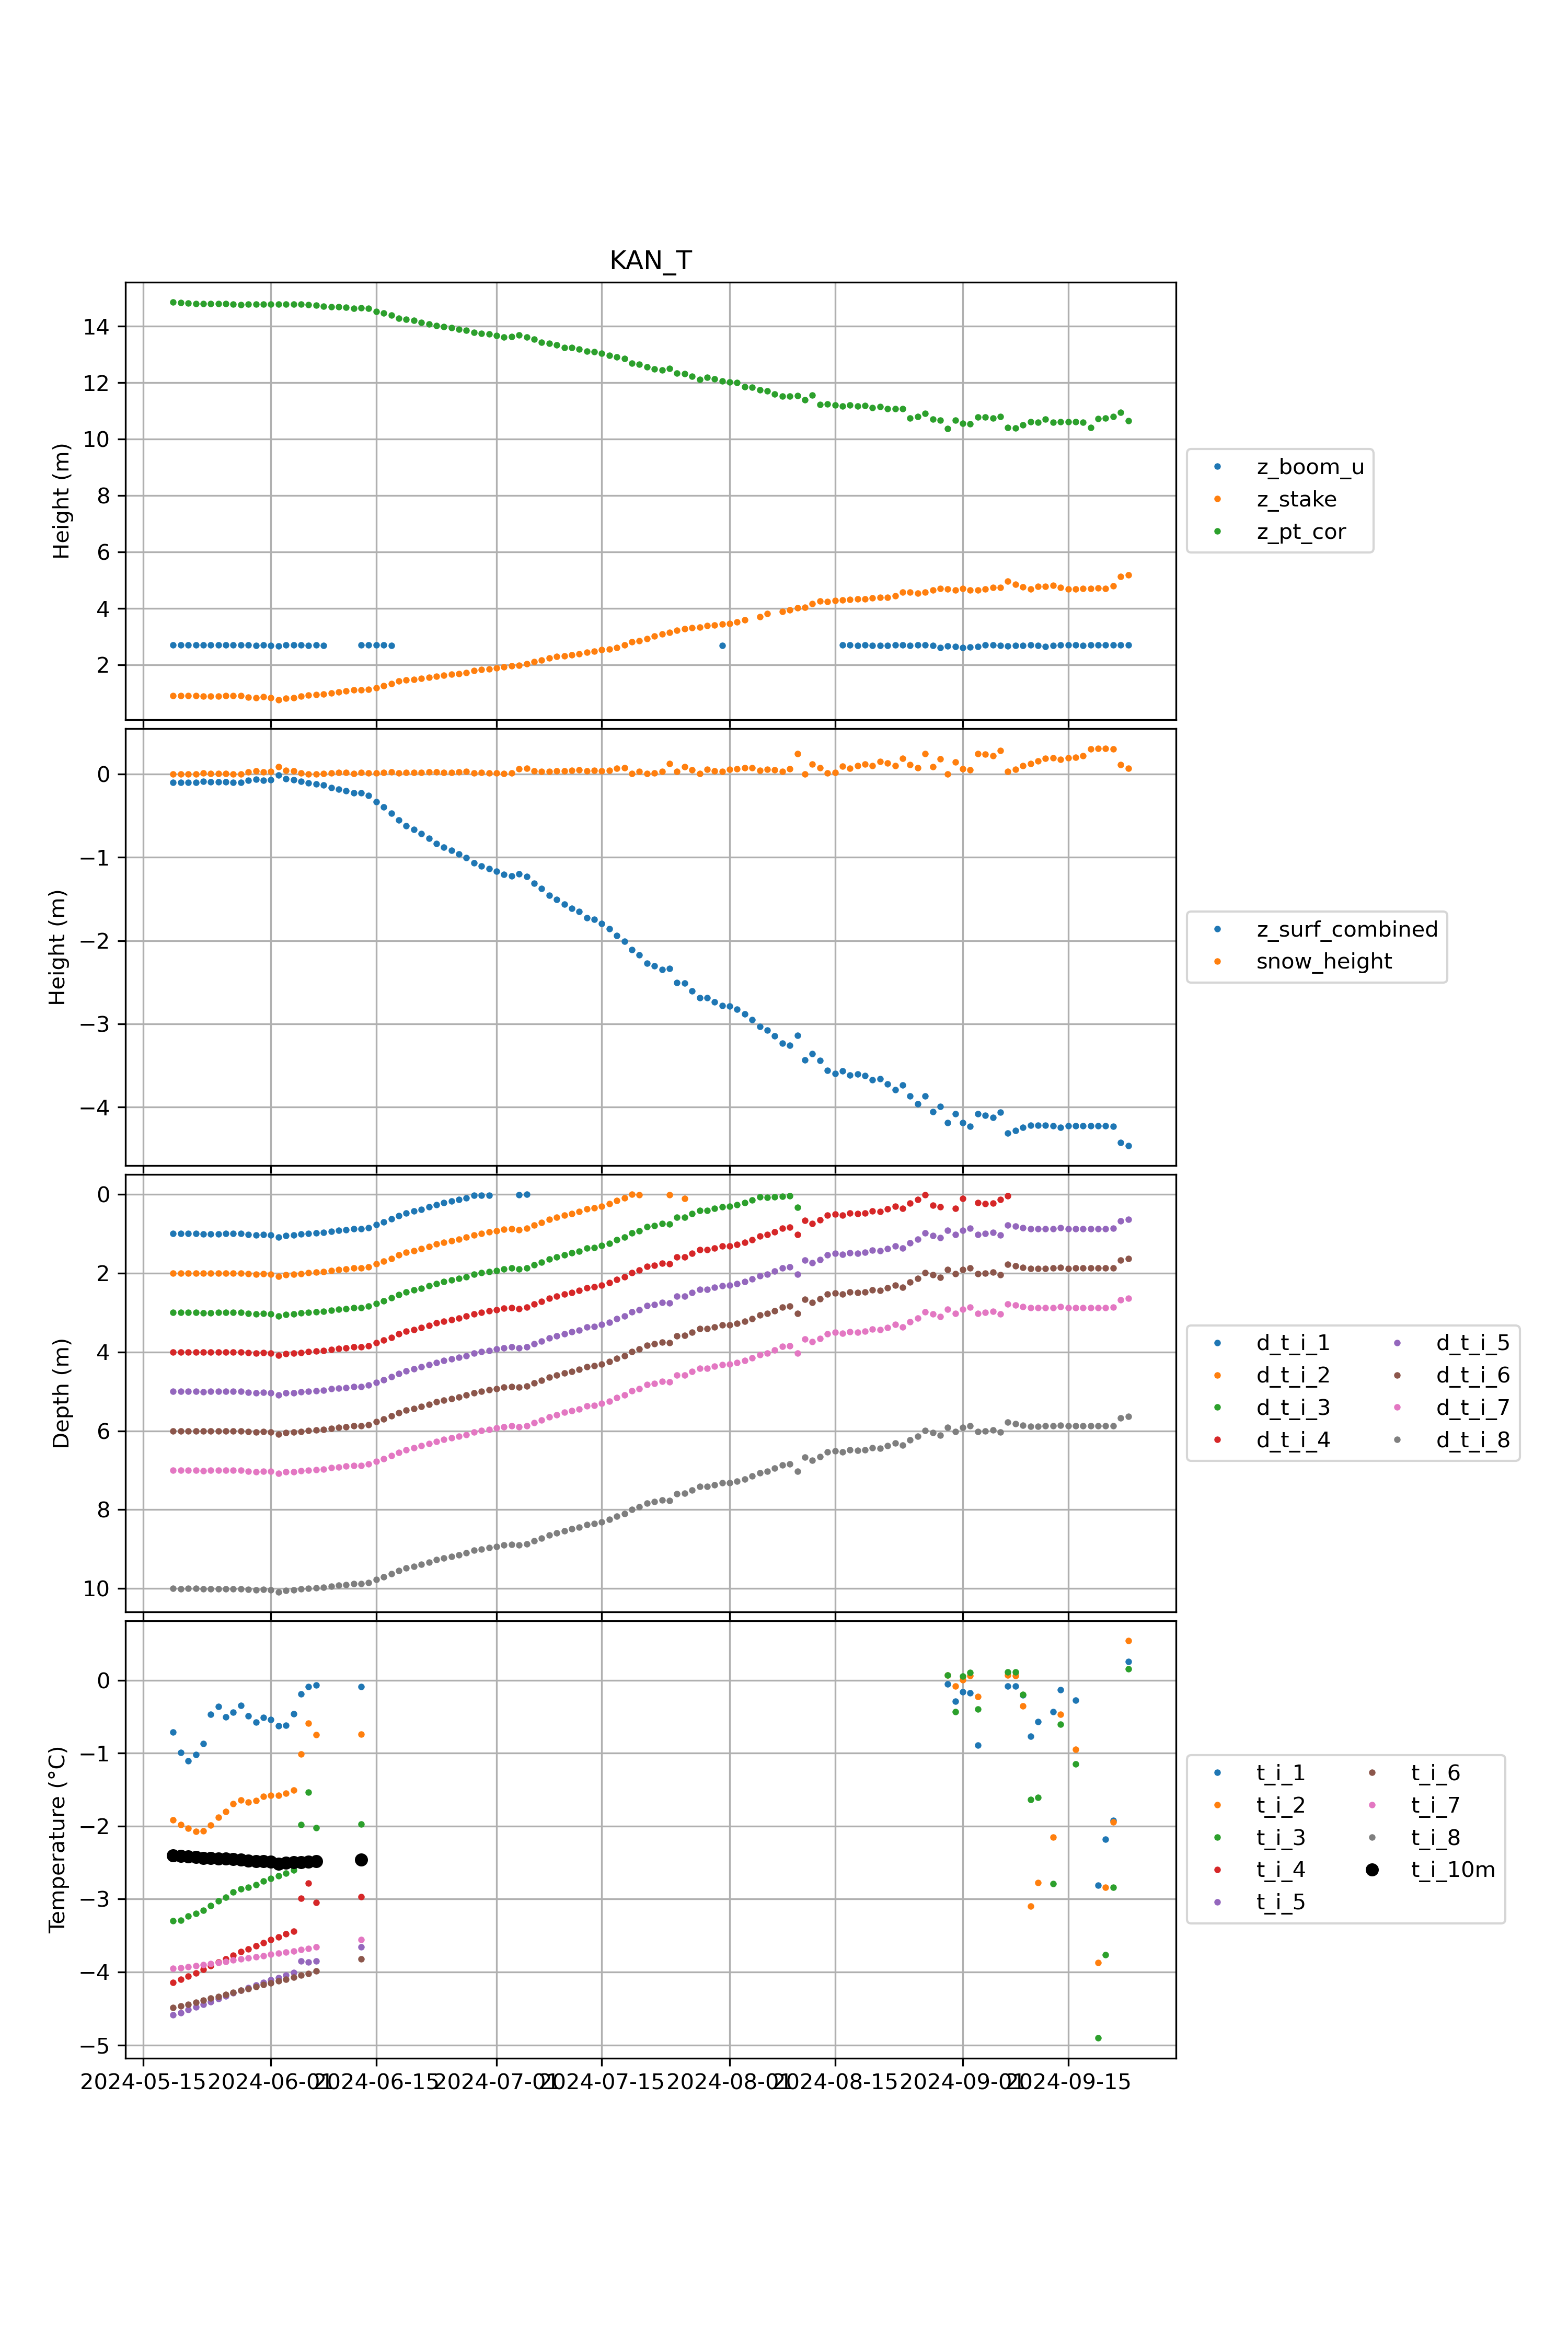 KAN_T
14
12
10
8
6
4
2
Height (m)
z_boom_u
z_stake
z_pt_cor
0
−1
−2
−3
−4
Height (m)
z_surf_combined
snow_height
0
2
4
6
8
10
Depth (m)
d_t_i_1 d_t_i_5
d_t_i_2 d_t_i_6
d_t_i_3 d_t_i_7
d_t_i_4 d_t_i_8
0
−1
−2
−3
−4
−5
Temperature (°C)
t_i_1 t_i_6
t_i_2 t_i_7
t_i_3 t_i_8
t_i_4 t_i_10m
t_i_5
2024-05-15 2024-06-01 2024-06-15 2024-07-01 2024-07-15 2024-08-01 2024-08-15 2024-09-01 2024-09-15